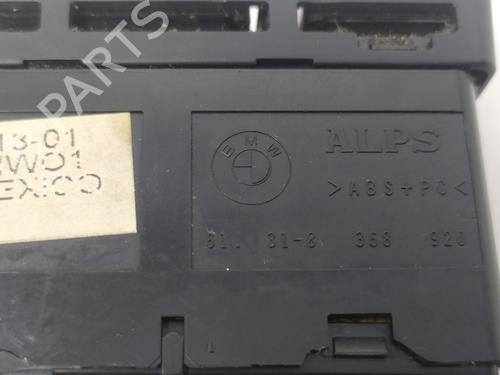 B-PARTS
BMW
ALPS
>ABS+PC<
61. 31-8 368 920
13-01
W01
EXICO